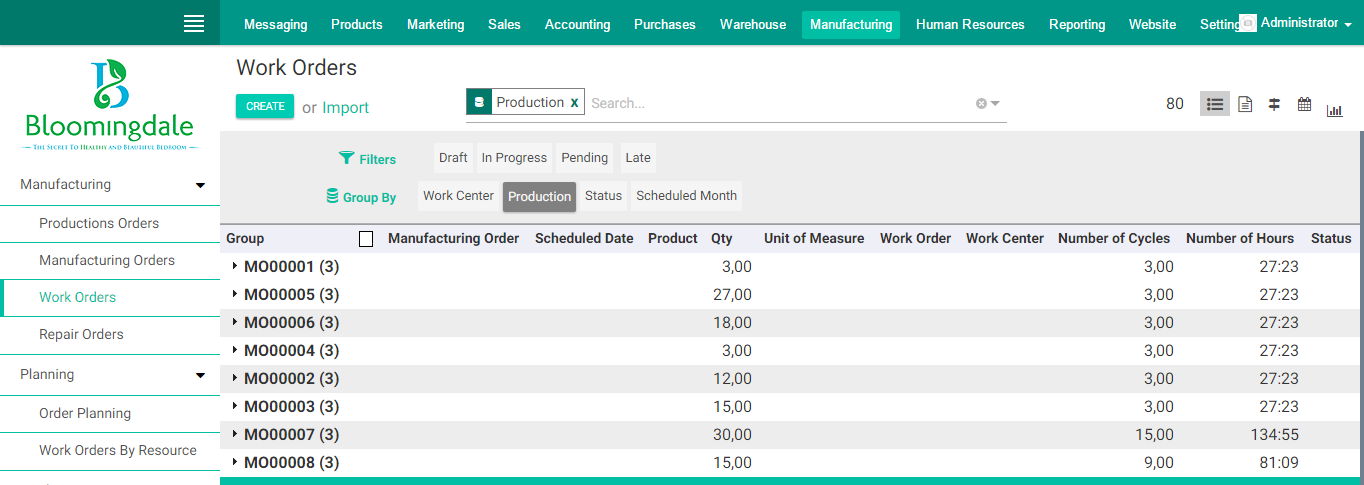 Messaging Products Marketing Sales Accounting Purchases Warehouse Manufacturing Human Resources Reporting Website Setting Administrator
Work Orders
CREATE or Import
Production x Search...
80
Bloomingdale
The Secret To Healthy and Beautiful Bedroom
Manufacturing
Productions Orders
Manufacturing Orders
Work Orders
Repair Orders
Planning
Order Planning
Work Orders By Resource
Filters Draft In Progress Pending Late
Group By Work Center Production Status Scheduled Month
Group Manufacturing Order Scheduled Date Product Qty Unit of Measure Work Order Work Center Number of Cycles Number of Hours Status
MO00001 (3) 3,00 3,00 27:23
MO00005 (3) 27,00 3,00 27:23
MO00006 (3) 18,00 3,00 27:23
MO00004 (3) 3,00 3,00 27:23
MO00002 (3) 12,00 3,00 27:23
MO00003 (3) 15,00 3,00 27:23
MO00007 (3) 30,00 15,00 134:55
MO00008 (3) 15,00 9,00 81:09